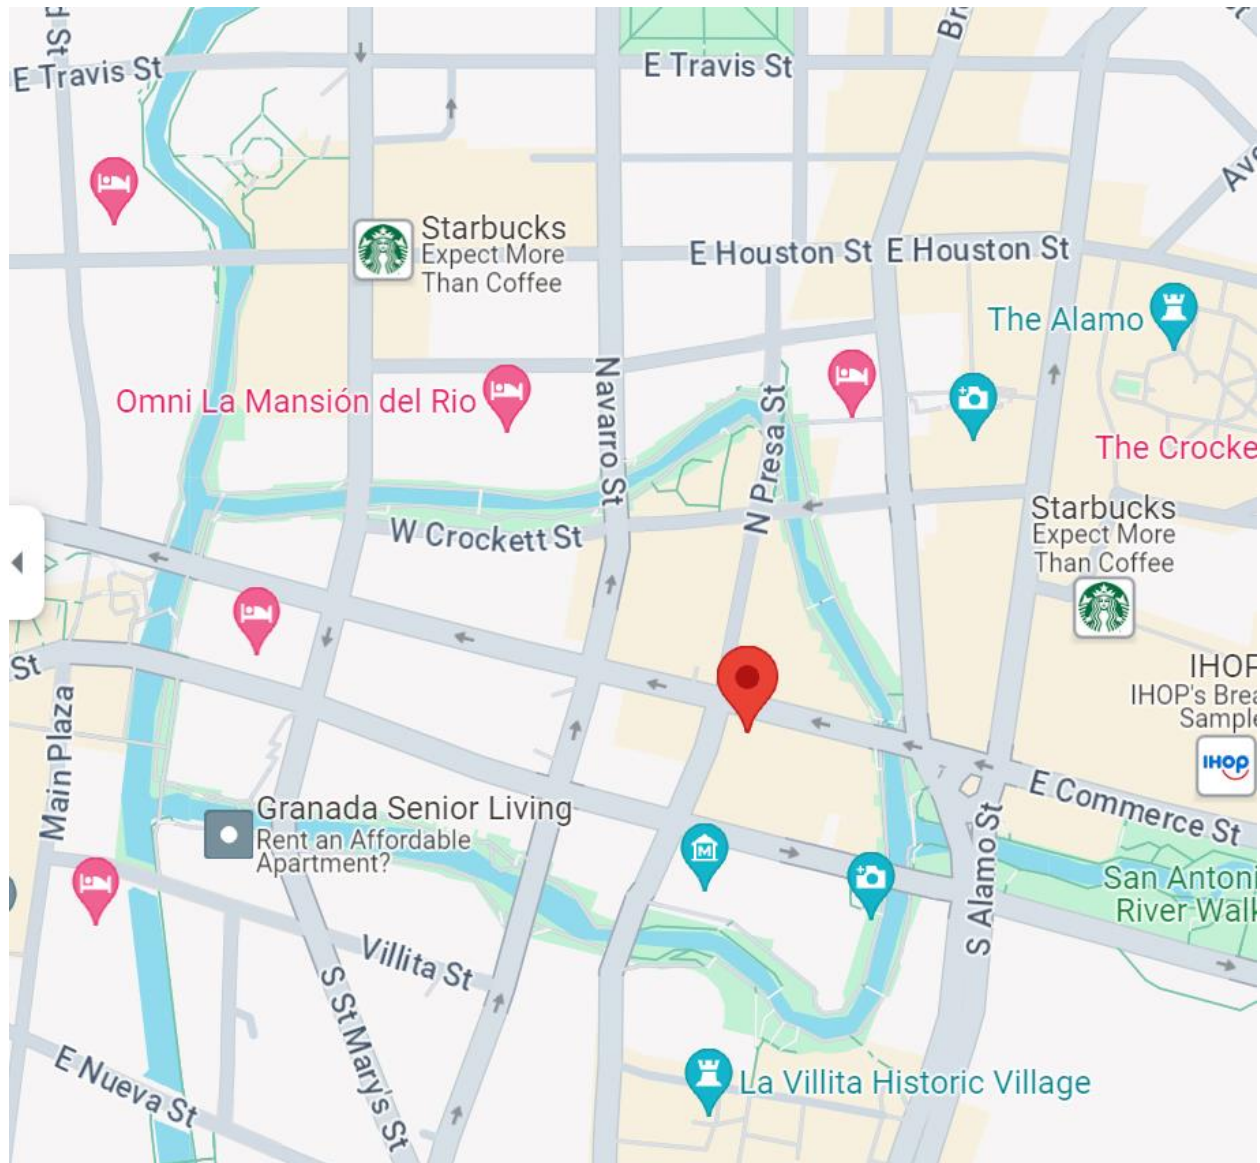 E Travis St
E Travis St
Starbucks
Expect More
Than Coffee
E Houston St
E Houston St
The Alamo
Omni La Mansión del Rio
Navarro St
N Presa St
The Crocke
Starbucks
Expect More
Than Coffee
W Crockett St
St
IHOP
IHOP's Brea
Sample
IHOP
Main Plaza
E Commerce St
Granada Senior Living
Rent an Affordable
Apartment?
M
San Antoni
River Walk
S Alamo St
Villita St
S St Mary's St
E Nueva St
La Villita Historic Village